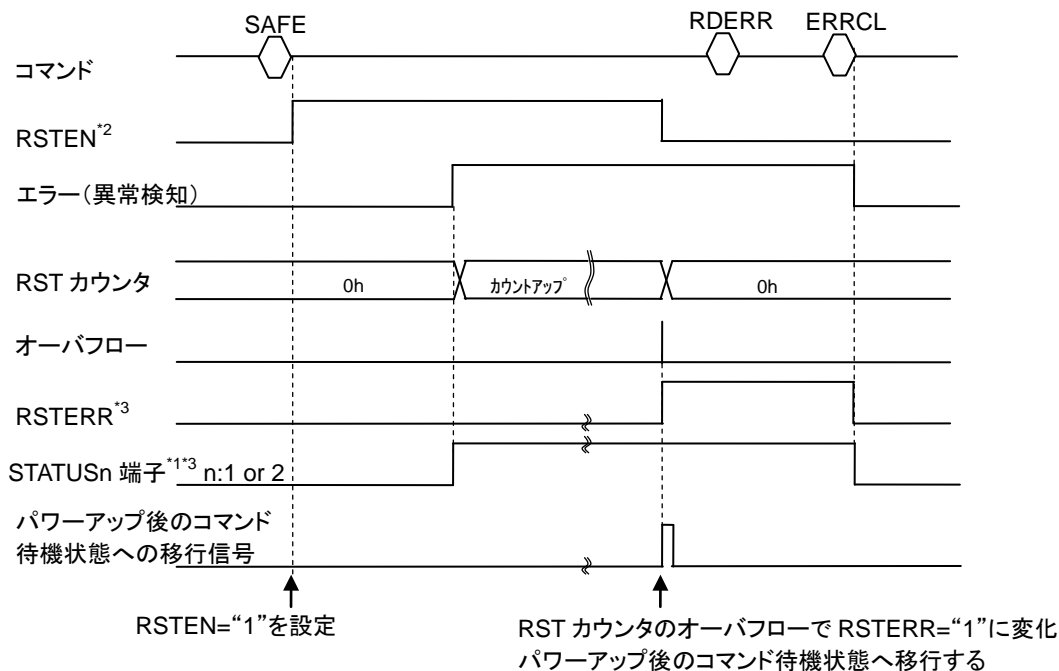 SAFE RDERR ERRCL
コマンド
RSTEN*2
エラー(異常検知)
RST カウンタ 0h カウントアップ 0h
オーバフロー
RSTERR*3
STATUSn 端子*1*3 n:1 or 2
パワーアップ後のコマンド
待機状態への移行信号
RSTEN=“1”を設定
RST カウンタのオーバフローで RSTERR=“1”に変化
パワーアップ後のコマンド待機状態へ移行する